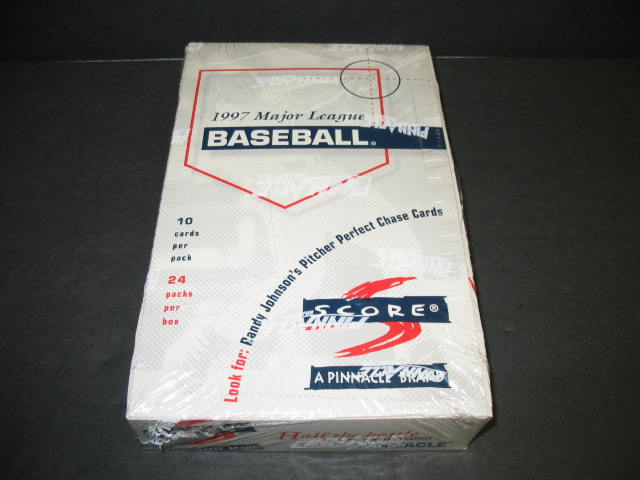 1997 Major League
BASEBALL®
10
cards
per
pack
24
packs
per
box
Look for: Randy Johnson's Pitcher Perfect Chase Cards
SCORE®
A PINNACLE BRAND
PINNACLE